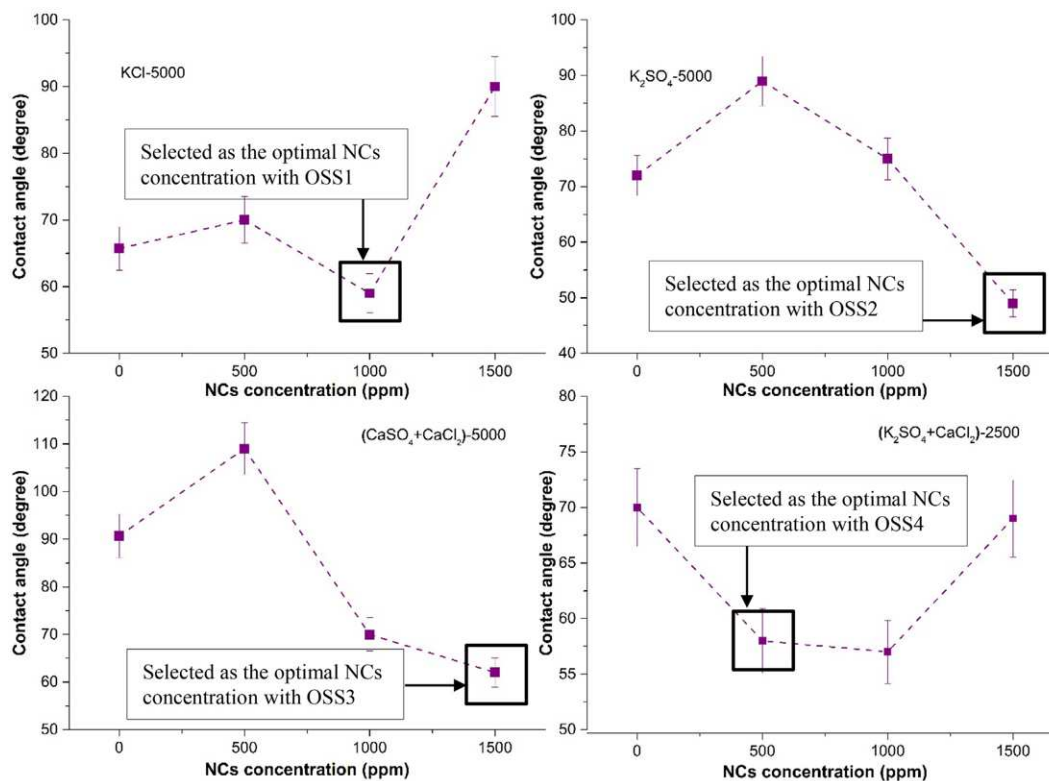 100
90
80
70
60
50
Contact angle (degree)
KCl-5000
Selected as the optimal NCs
concentration with OSS1
0
500
1000
1500
NCs concentration (ppm)
100
90
80
70
60
50
40
Contact angle (degree)
K₂SO₄-5000
Selected as the optimal NCs
concentration with OSS2
0
500
1000
1500
NCs concentration (ppm)
120
110
100
90
80
70
60
50
Contact angle (degree)
(CaSO₄+CaCl₂)-5000
Selected as the optimal NCs
concentration with OSS3
0
500
1000
1500
NCs concentration (ppm)
80
75
70
65
60
55
50
Contact angle (degree)
(K₂SO₄+CaCl₂)-2500
Selected as the optimal NCs
concentration with OSS4
0
500
1000
1500
NCs concentration (ppm)